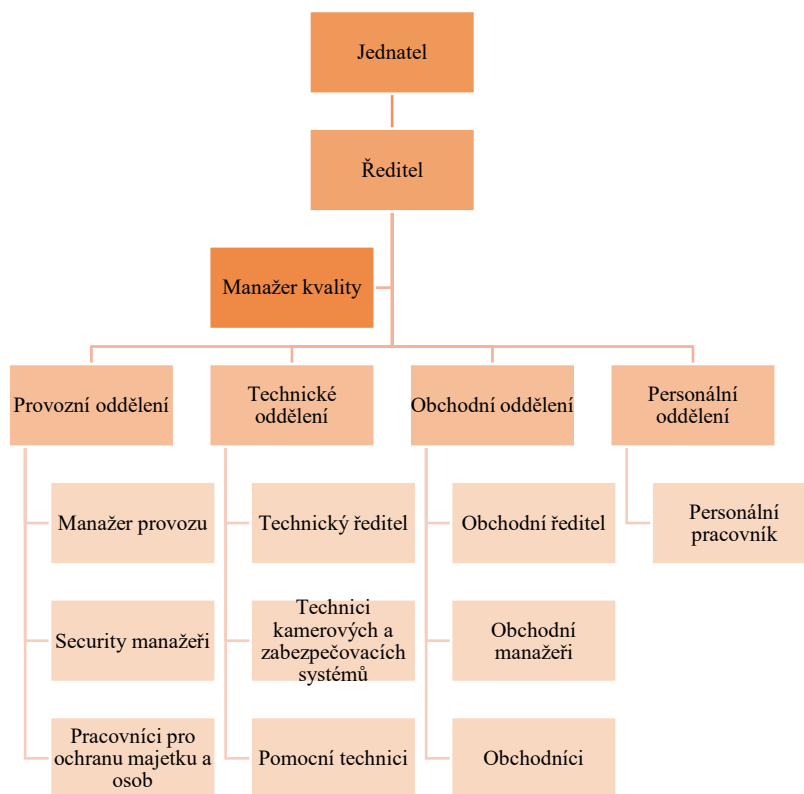 Jednatel
Ředitel
Manažer kvality
Provozní oddělení
Technické
oddělení
Obchodní oddělení
Personální
oddělení
Manažer provozu
Technický ředitel
Obchodní ředitel
Personální
pracovník
Security manažeři
Technici
kamerových a
zabezpečovacích
systémů
Obchodní
manažeři
Pracovníci pro
ochranu majetku a
osob
Pomocní technici
Obchodníci